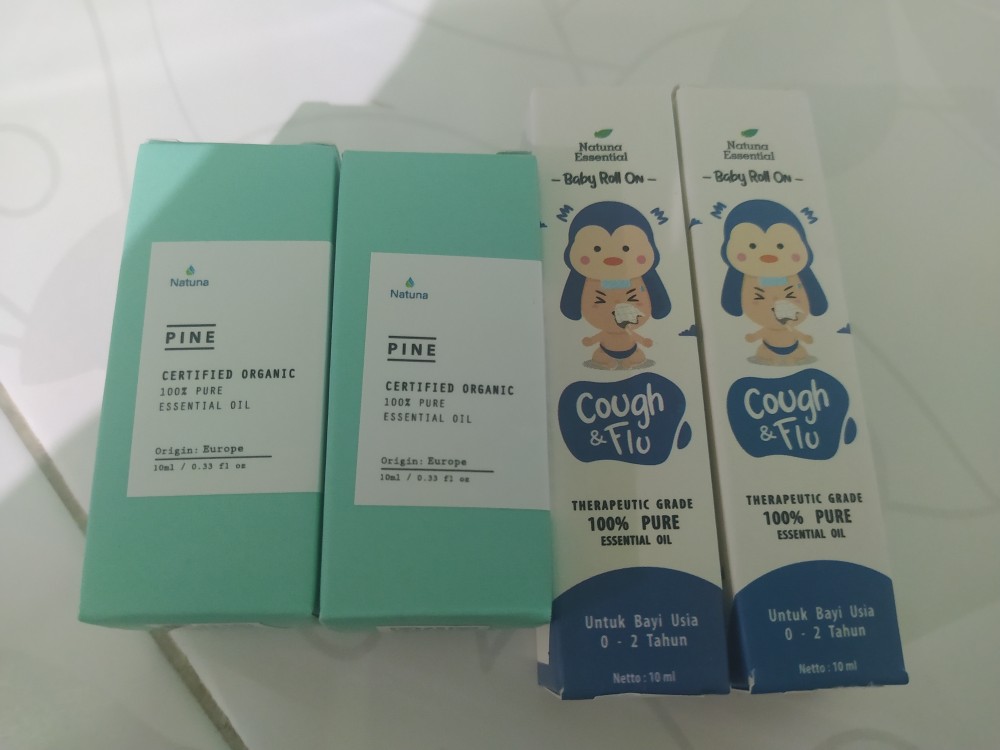 Natuna
PINE
CERTIFIED ORGANIC
100% PURE
ESSENTIAL OIL
Origin: Europe
10ml / 0.33 fl oz
Natuna
PINE
CERTIFIED ORGANIC
100% PURE
ESSENTIAL OIL
Origin: Europe
10ml / 0.33 fl oz
Natuna
Essential
- Baby Roll On -
Cough
& Flu
THERAPEUTIC GRADE
100% PURE
ESSENTIAL OIL
Untuk Bayi Usia
0 - 2 Tahun
Netto : 10 ml
Natuna
Essential
- Baby Roll On -
Cough
& Flu
THERAPEUTIC GRADE
100% PURE
ESSENTIAL OIL
Untuk Bayi Usia
0 - 2 Tahun
Netto : 10 ml